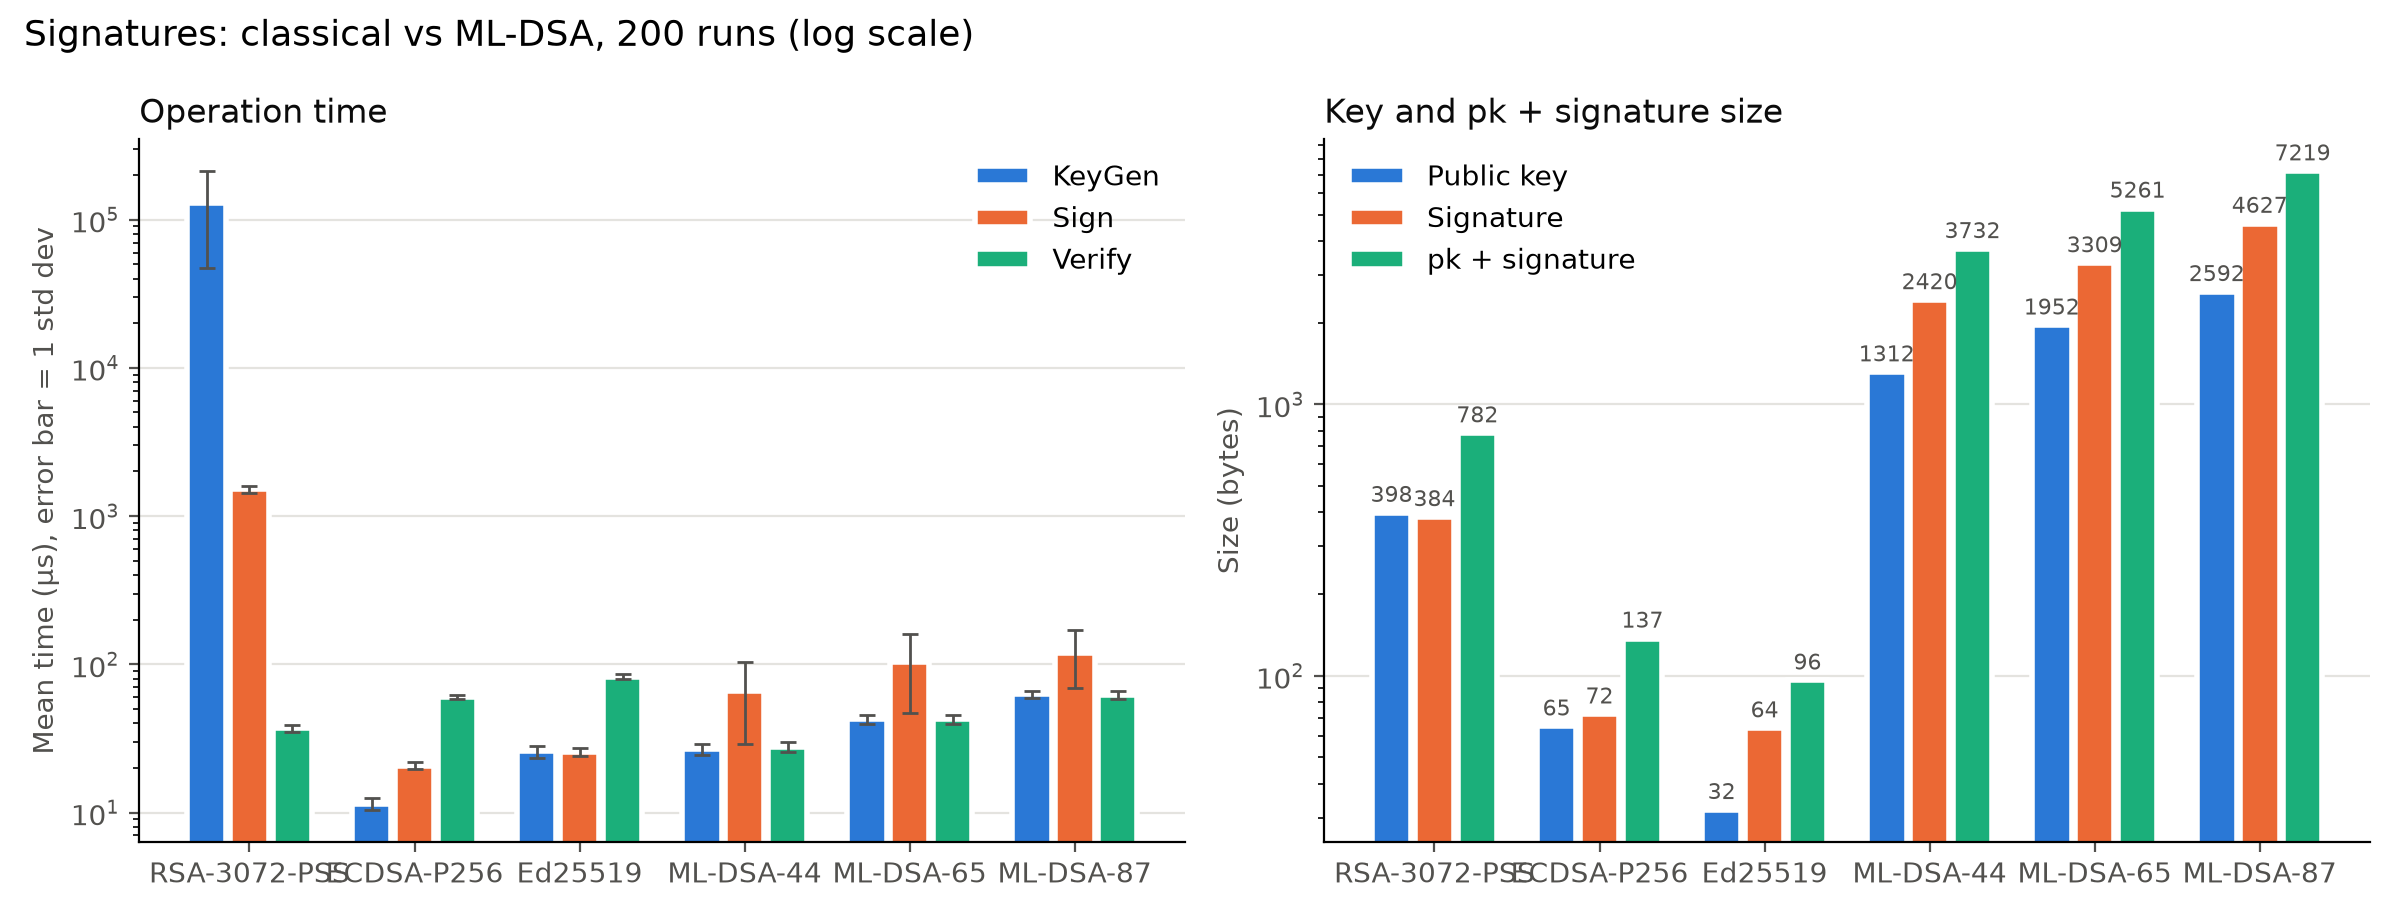 Signatures: classical vs ML-DSA, 200 runs (log scale)
Operation time
Mean time (µs), error bar = 1 std dev
10⁵
10⁴
10³
10²
10¹
KeyGen
Sign
Verify
RSA-3072-PSS ECDSA-P256 Ed25519 ML-DSA-44 ML-DSA-65 ML-DSA-87
Key and pk + signature size
Size (bytes)
10³
10²
Public key
Signature
pk + signature
398 384 782
65 72 137
32 64 96
1312 2420 3732
1952 3309 5261
2592 4627 7219
RSA-3072-PSS ECDSA-P256 Ed25519 ML-DSA-44 ML-DSA-65 ML-DSA-87